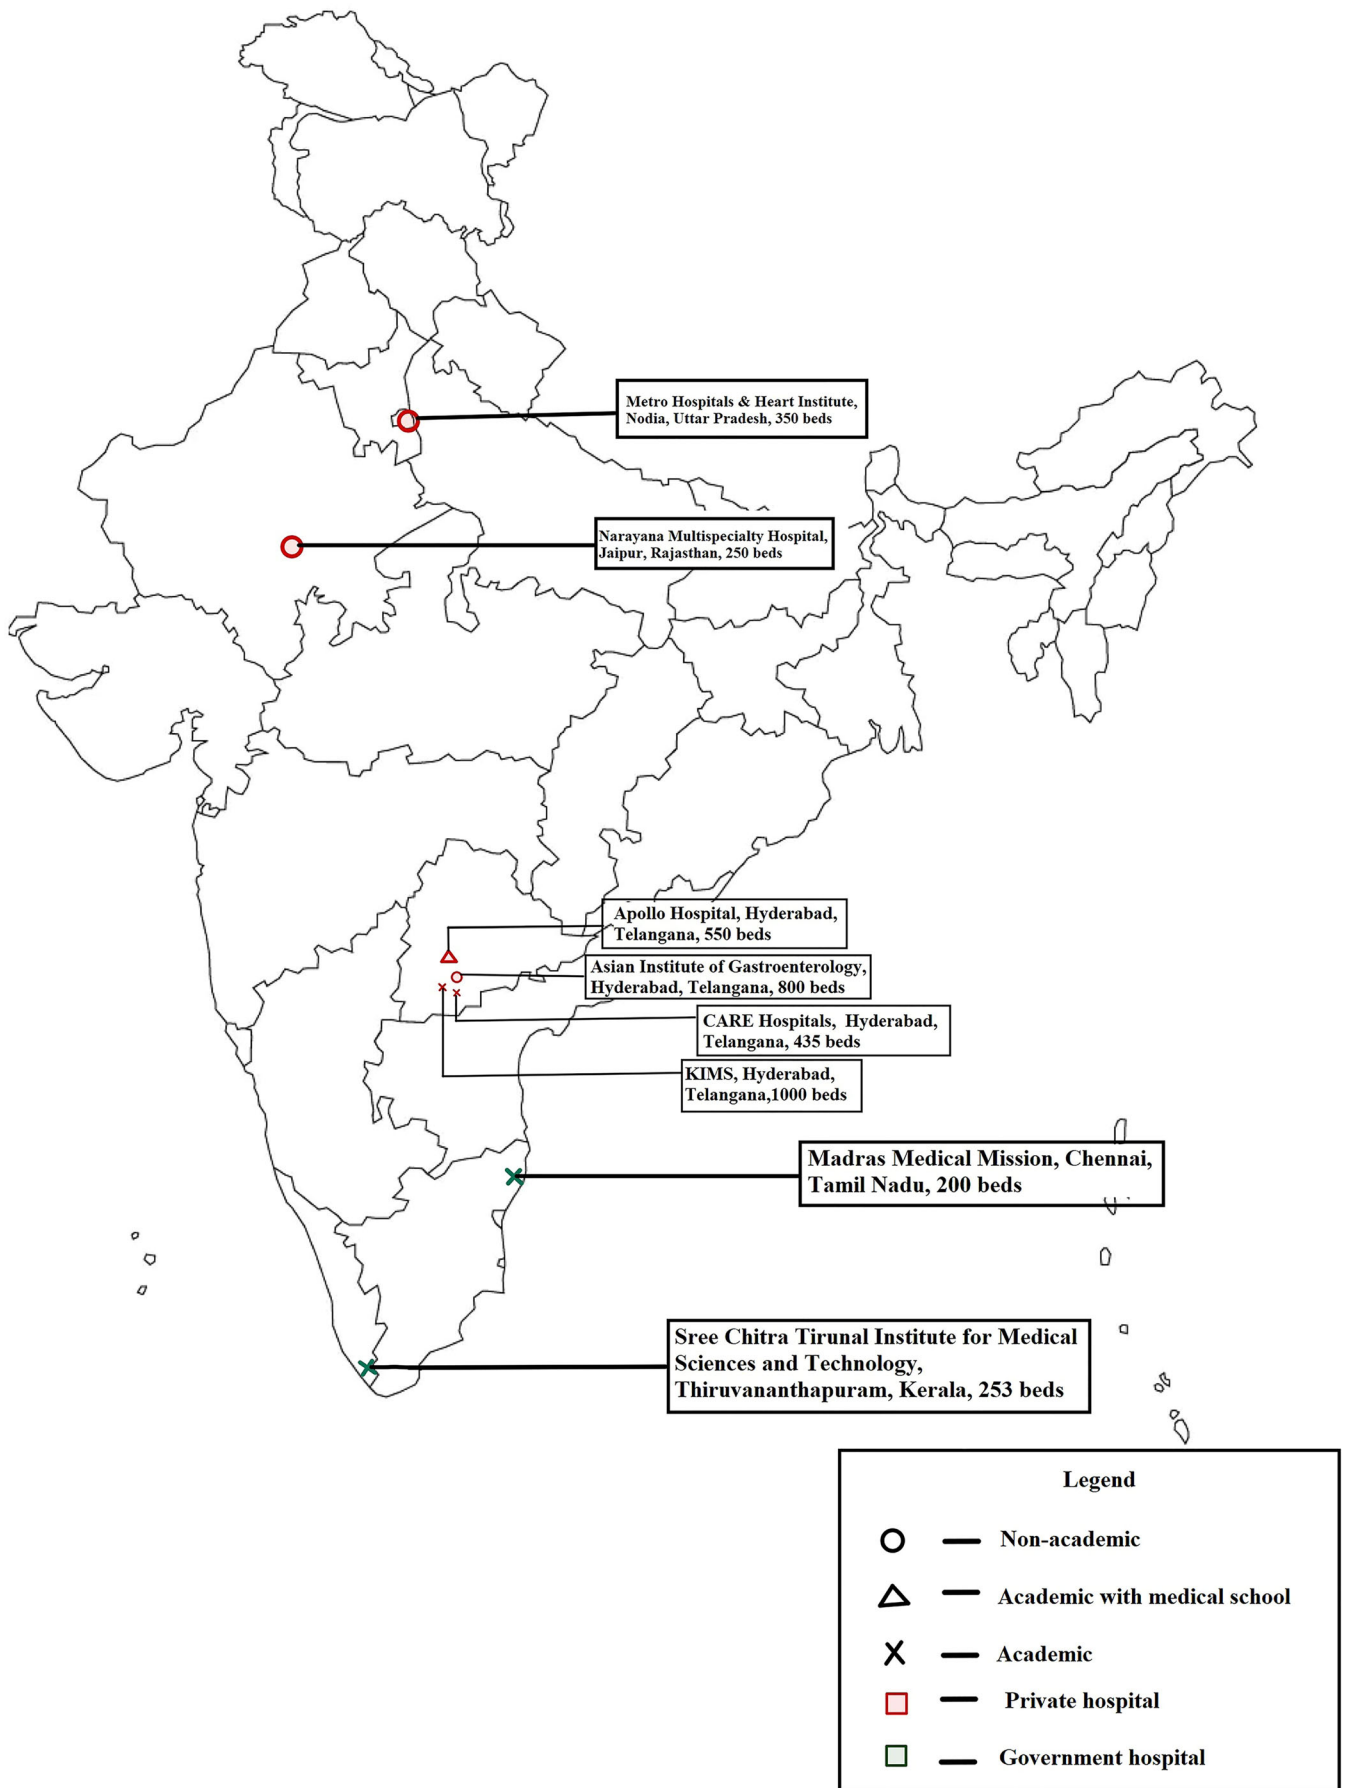 Metro Hospitals & Heart Institute,
Nodia, Uttar Pradesh, 350 beds
Narayana Multispecialty Hospital,
Jaipur, Rajasthan, 250 beds
Apollo Hospital, Hyderabad,
Telangana, 550 beds
Asian Institute of Gastroenterology,
Hyderabad, Telangana, 800 beds
CARE Hospitals, Hyderabad,
Telangana, 435 beds
KIMS, Hyderabad,
Telangana,1000 beds
Madras Medical Mission, Chennai,
Tamil Nadu, 200 beds
Sree Chitra Tirunal Institute for Medical
Sciences and Technology,
Thiruvananthapuram, Kerala, 253 beds
Legend
Non-academic
Academic with medical school
Academic
Private hospital
Government hospital